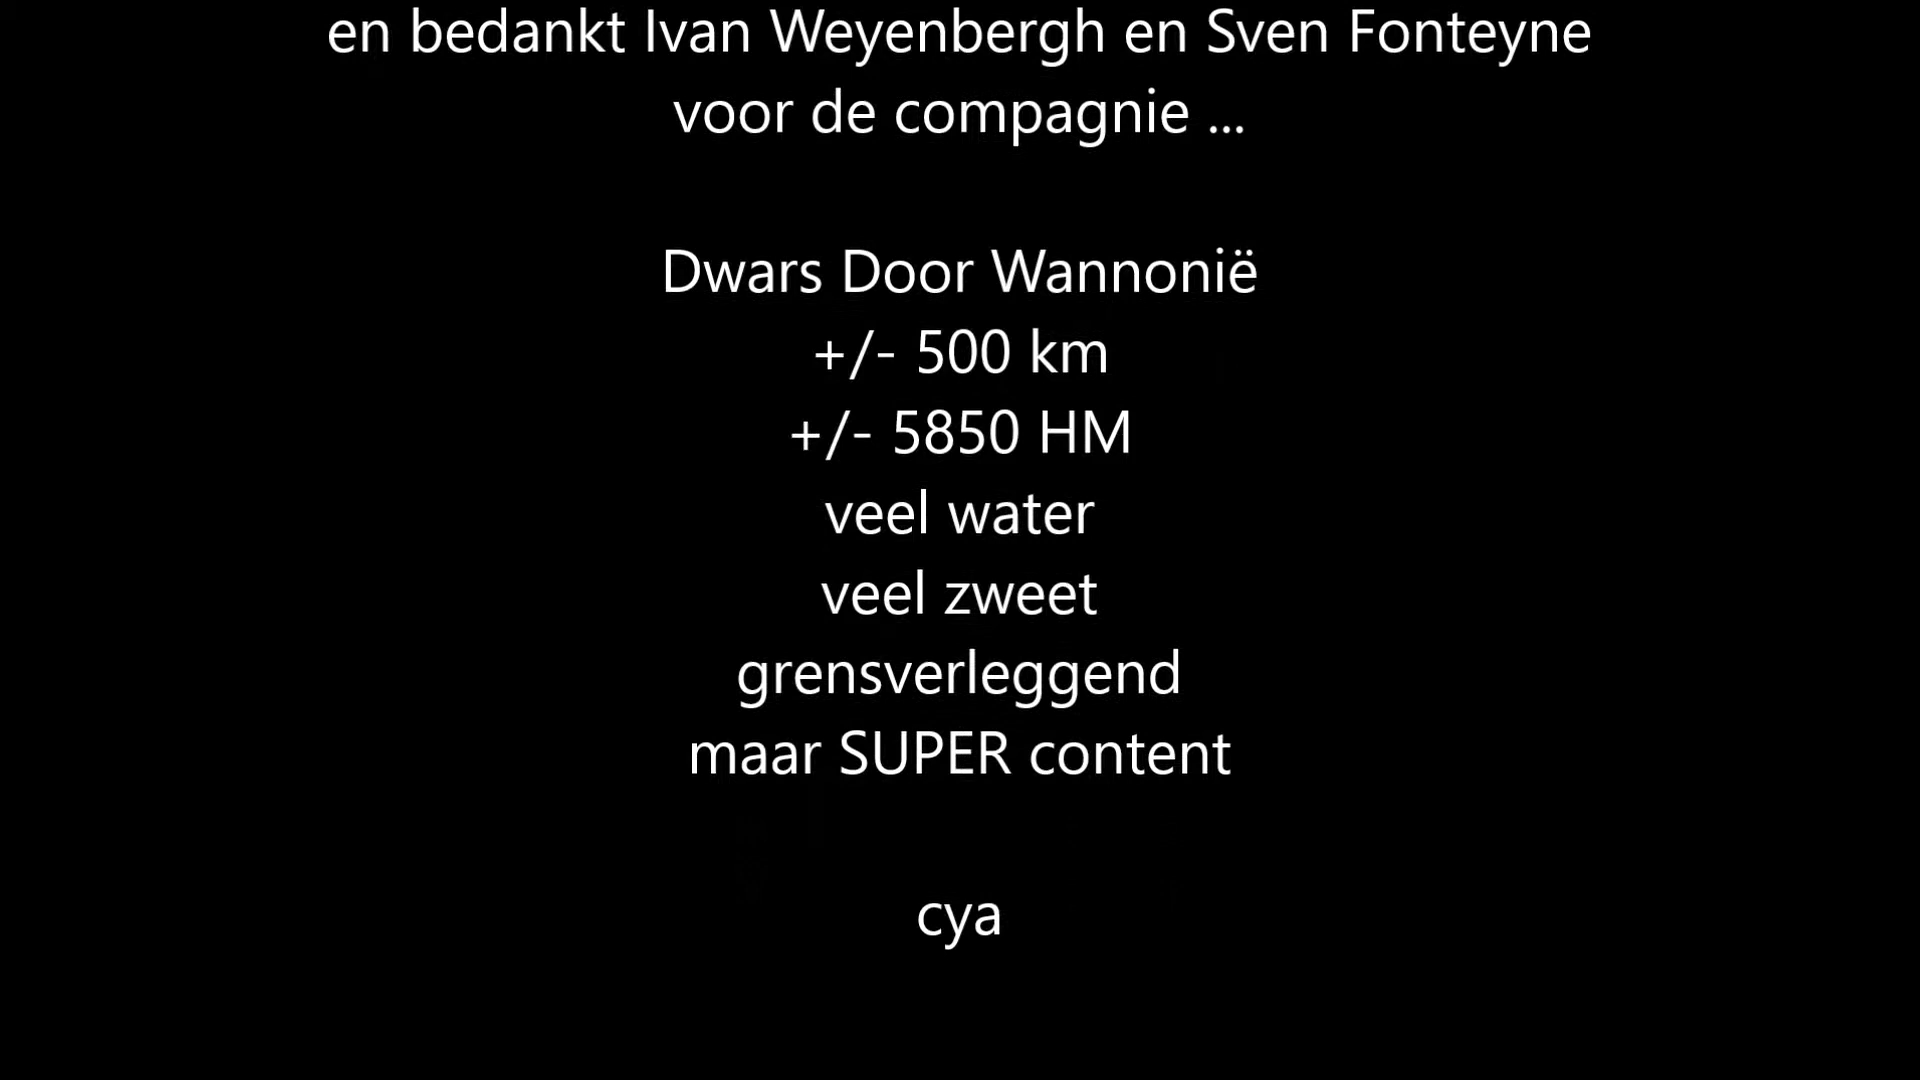 en bedankt Ivan Weyenbergh en Sven Fonteyne
voor de compagnie ...
Dwars Door Wannonië
+/- 500 km
+/- 5850 HM
veel water
veel zweet
grensverleggend
maar SUPER content
cya